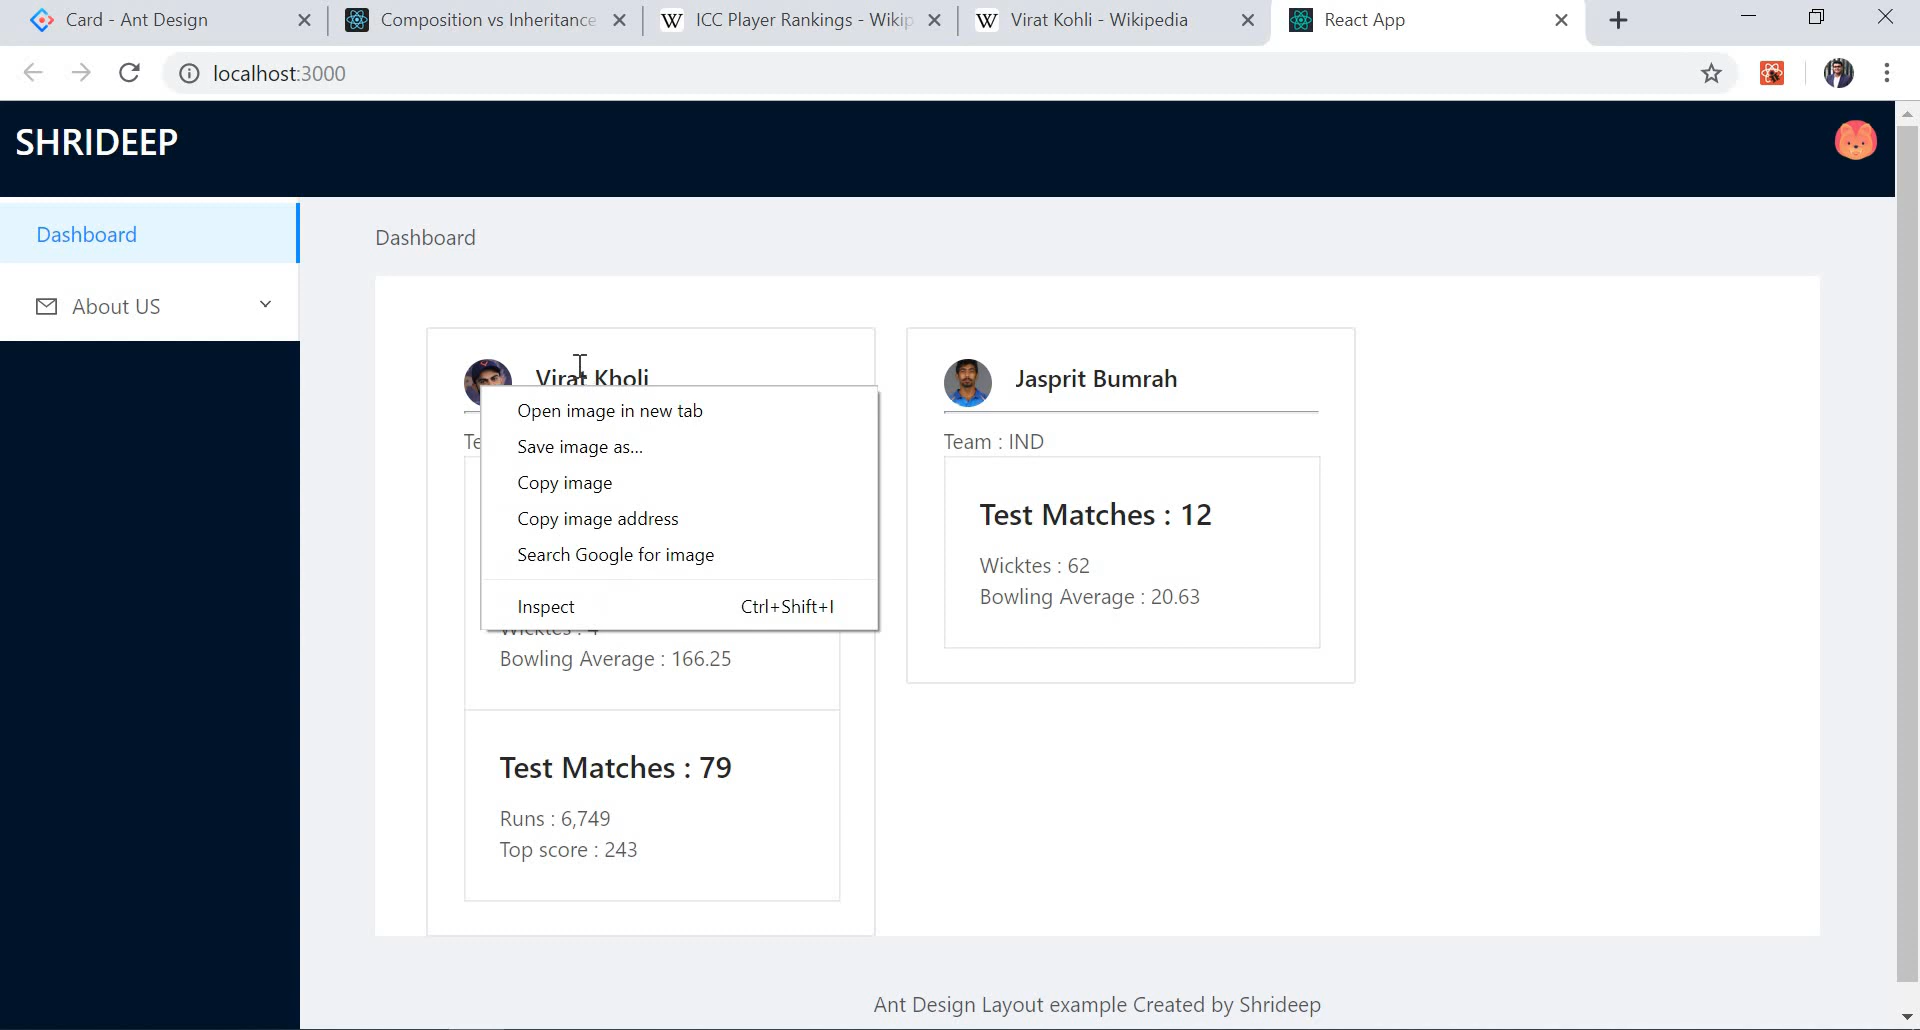 Card - Ant Design
Composition vs Inheritance
ICC Player Rankings - Wikip
Virat Kohli - Wikipedia
React App
localhost:3000
SHRIDEEP
Dashboard
About US
Dashboard
Virat Kholi
Jasprit Bumrah
Open image in new tab
Save image as...
Copy image
Copy image address
Search Google for image
Inspect Ctrl+Shift+I
Te
Team : IND
Test Matches : 12
Wicktes : 62
Bowling Average : 20.63
Wicktes : 4
Bowling Average : 166.25
Test Matches : 79
Runs : 6,749
Top score : 243
Ant Design Layout example Created by Shrideep